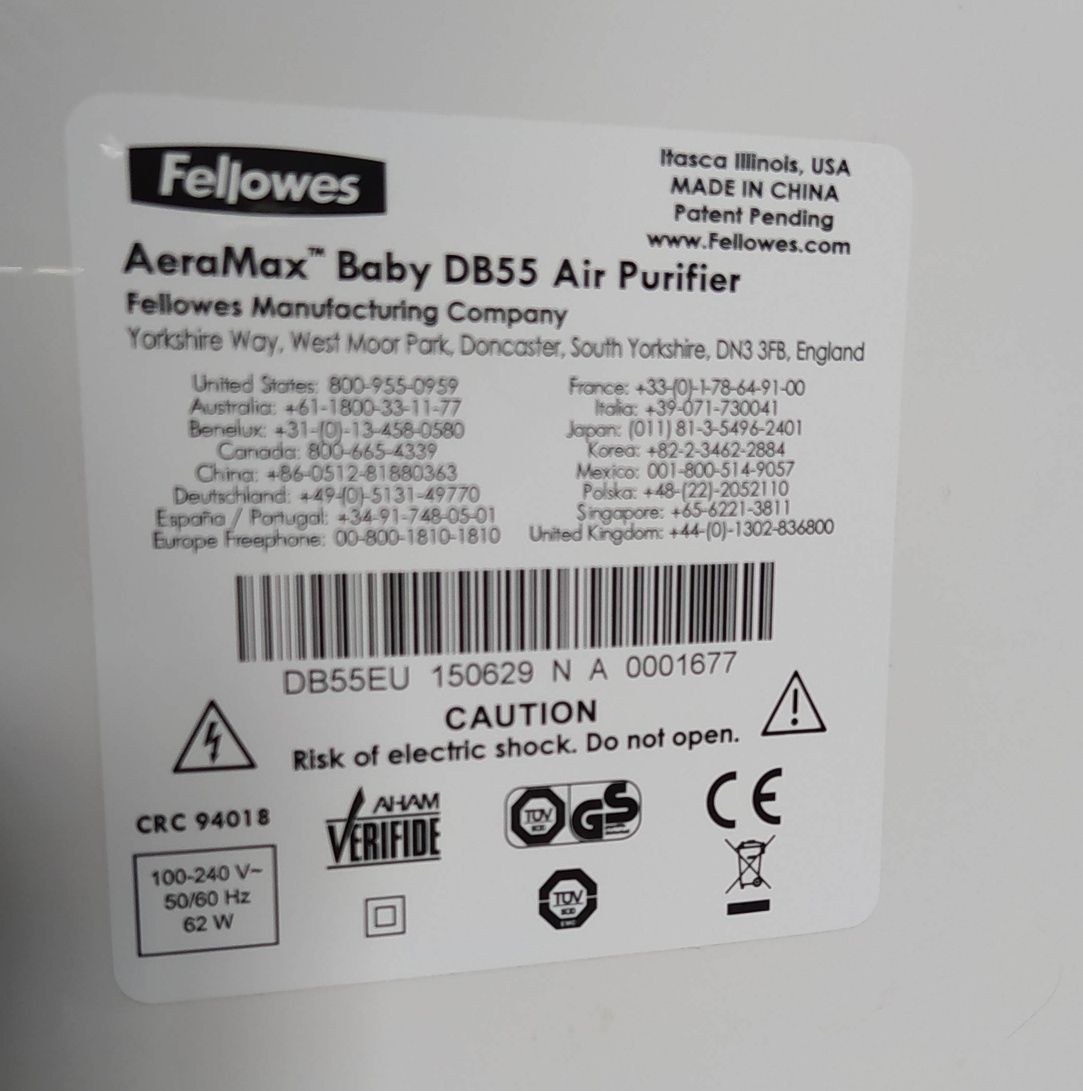 Fellowes
Itasca Illinois, USA
MADE IN CHINA
Patent Pending
www.Fellowes.com
AeraMax™ Baby DB55 Air Purifier
Fellowes Manufacturing Company
Yorkshire Way, West Moor Park, Doncaster, South Yorkshire, DN3 3FB, England
United States: 800-955-0959
Australia: +61-1800-33-11-77
Benelux: +31-(0)-13-458-0580
Canada: 800-665-4339
China: +86-0512-81880363
Deutschland: +49-(0)-5131-49770
España / Portugal: +34-91-748-05-01
Europe Freephone: 00-800-1810-1810
France: +33-(0)-1-78-64-91-00
Italia: +39-071-730041
Japan: (011) 81-3-5496-2401
Korea: +82-2-3462-2884
Mexico: 001-800-514-9057
Polska: +48-(22)-2052110
Singapore: +65-6221-3811
United Kingdom: +44-(0)-1302-836800
DB55EU 150629 N A 0001677
CAUTION
Risk of electric shock. Do not open.
CRC 94018
100-240 V~
50/60 Hz
62 W
AHAM
VERIFIDE
TÜV
GS
TÜV
CE